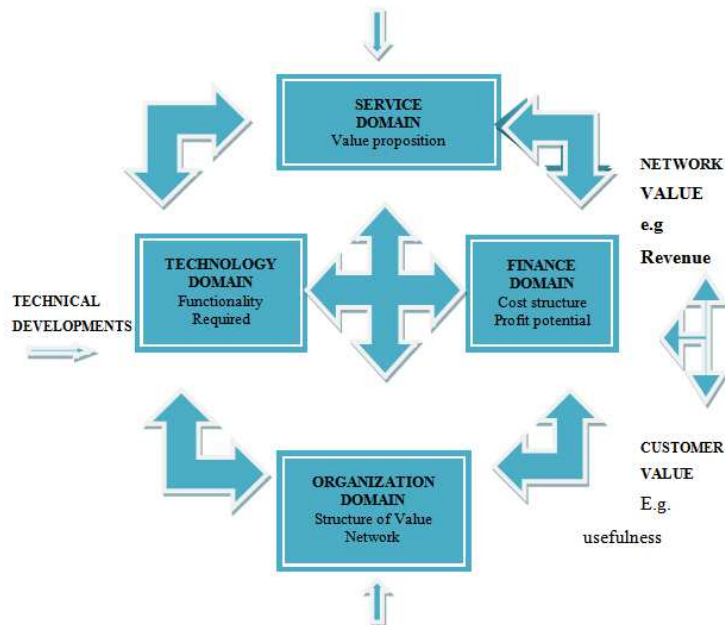 SERVICE
DOMAIN
Value proposition
NETWORK
VALUE
e.g
Revenue
TECHNOLOGY
DOMAIN
Functionality
Required
FINANCE
DOMAIN
Cost structure
Profit potential
TECHNICAL
DEVELOPMENTS
ORGANIZATION
DOMAIN
Structure of Value
Network
CUSTOMER
VALUE
E.g.
usefulness